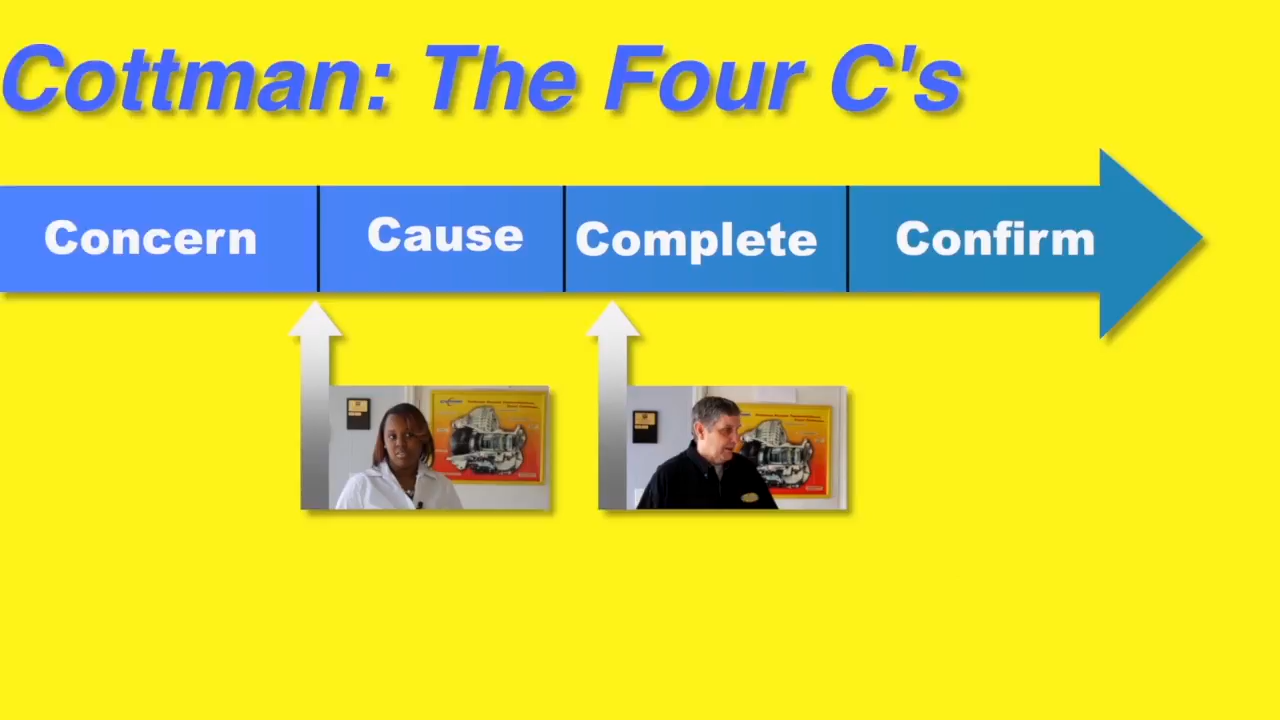 Cottman: The Four C's
Concern
Cause
Complete
Confirm